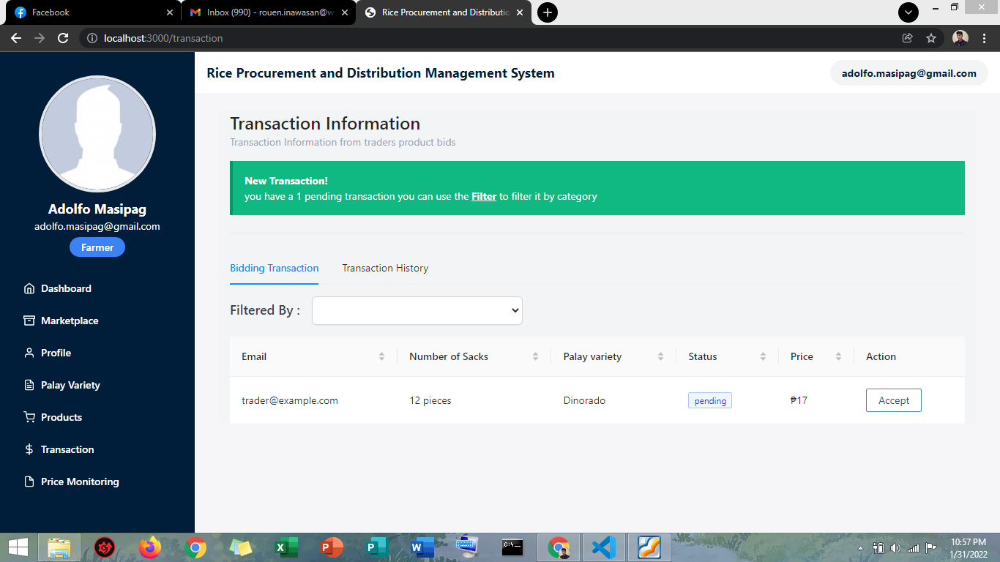 Facebook
Inbox (990) - rouen.inawasan@w
Rice Procurement and Distributio
localhost:3000/transaction
Rice Procurement and Distribution Management System
adolfo.masipag@gmail.com
Adolfo Masipag
adolfo.masipag@gmail.com
Farmer
Dashboard
Marketplace
Profile
Palay Variety
Products
Transaction
Price Monitoring
Transaction Information
Transaction Information from traders product bids
New Transaction!
you have a 1 pending transaction you can use the Filter to filter it by category
Bidding Transaction Transaction History
Filtered By :
Email Number of Sacks Palay variety Status Price Action
trader@example.com 12 pieces Dinorado pending ₱17 Accept
10:57 PM
1/31/2022